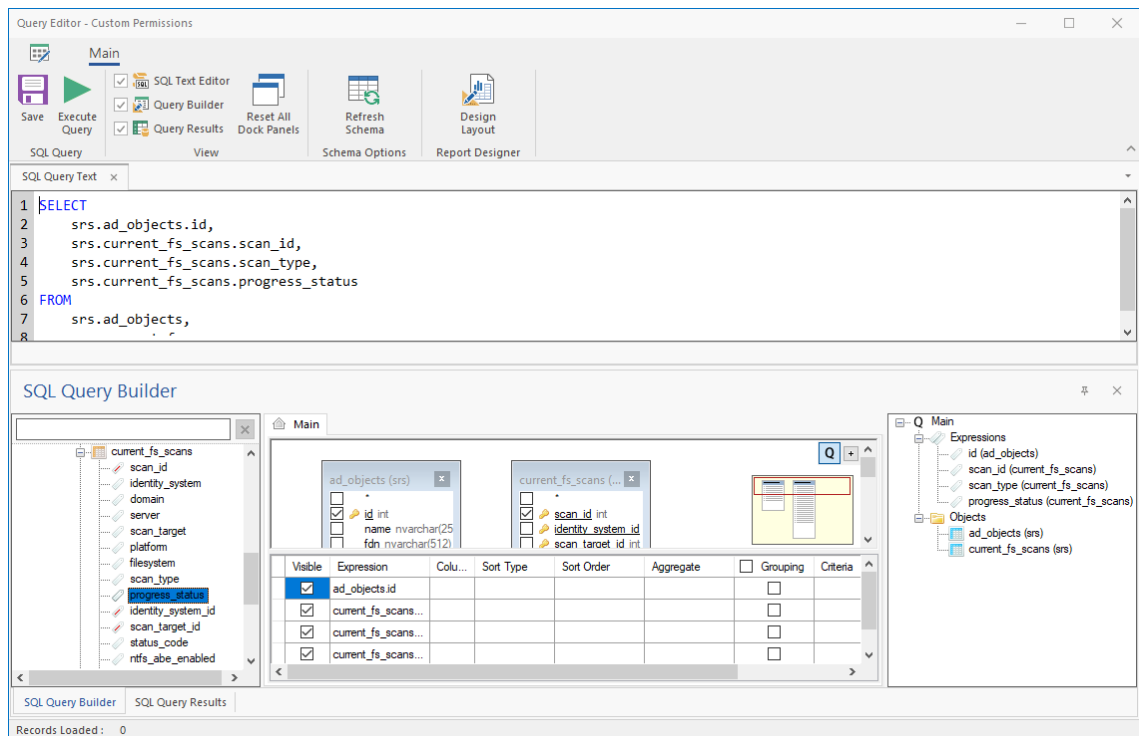 Query Editor - Custom Permissions
Main
Save
Execute Query
SQL Text Editor
Query Builder
Query Results
Reset All Dock Panels
Refresh Schema
Design Layout
SQL Query
View
Schema Options
Report Designer
SQL Query Text
1 SELECT
2 srs.ad_objects.id,
3 srs.current_fs_scans.scan_id,
4 srs.current_fs_scans.scan_type,
5 srs.current_fs_scans.progress_status
6 FROM
7 srs.ad_objects,
8
SQL Query Builder
current_fs_scans
scan_id
identity_system
domain
server
scan_target
platform
filesystem
scan_type
progress_status
identity_system_id
scan_target_id
status_code
ntfs_abe_enabled
Main
Q +
ad_objects (srs)
*
id int
name nvarchar(25
fdn nvarchar(512)
current_fs_scans (...
*
scan_id int
identity_system_id
scan_target_id int
Visible Expression Colu... Sort Type Sort Order Aggregate Grouping Criteria
ad_objects.id
current_fs_scans...
current_fs_scans...
current_fs_scans...
Q Main
Expressions
id (ad_objects)
scan_id (current_fs_scans)
scan_type (current_fs_scans)
progress_status (current_fs_scans)
Objects
ad_objects (srs)
current_fs_scans (srs)
SQL Query Builder SQL Query Results
Records Loaded : 0